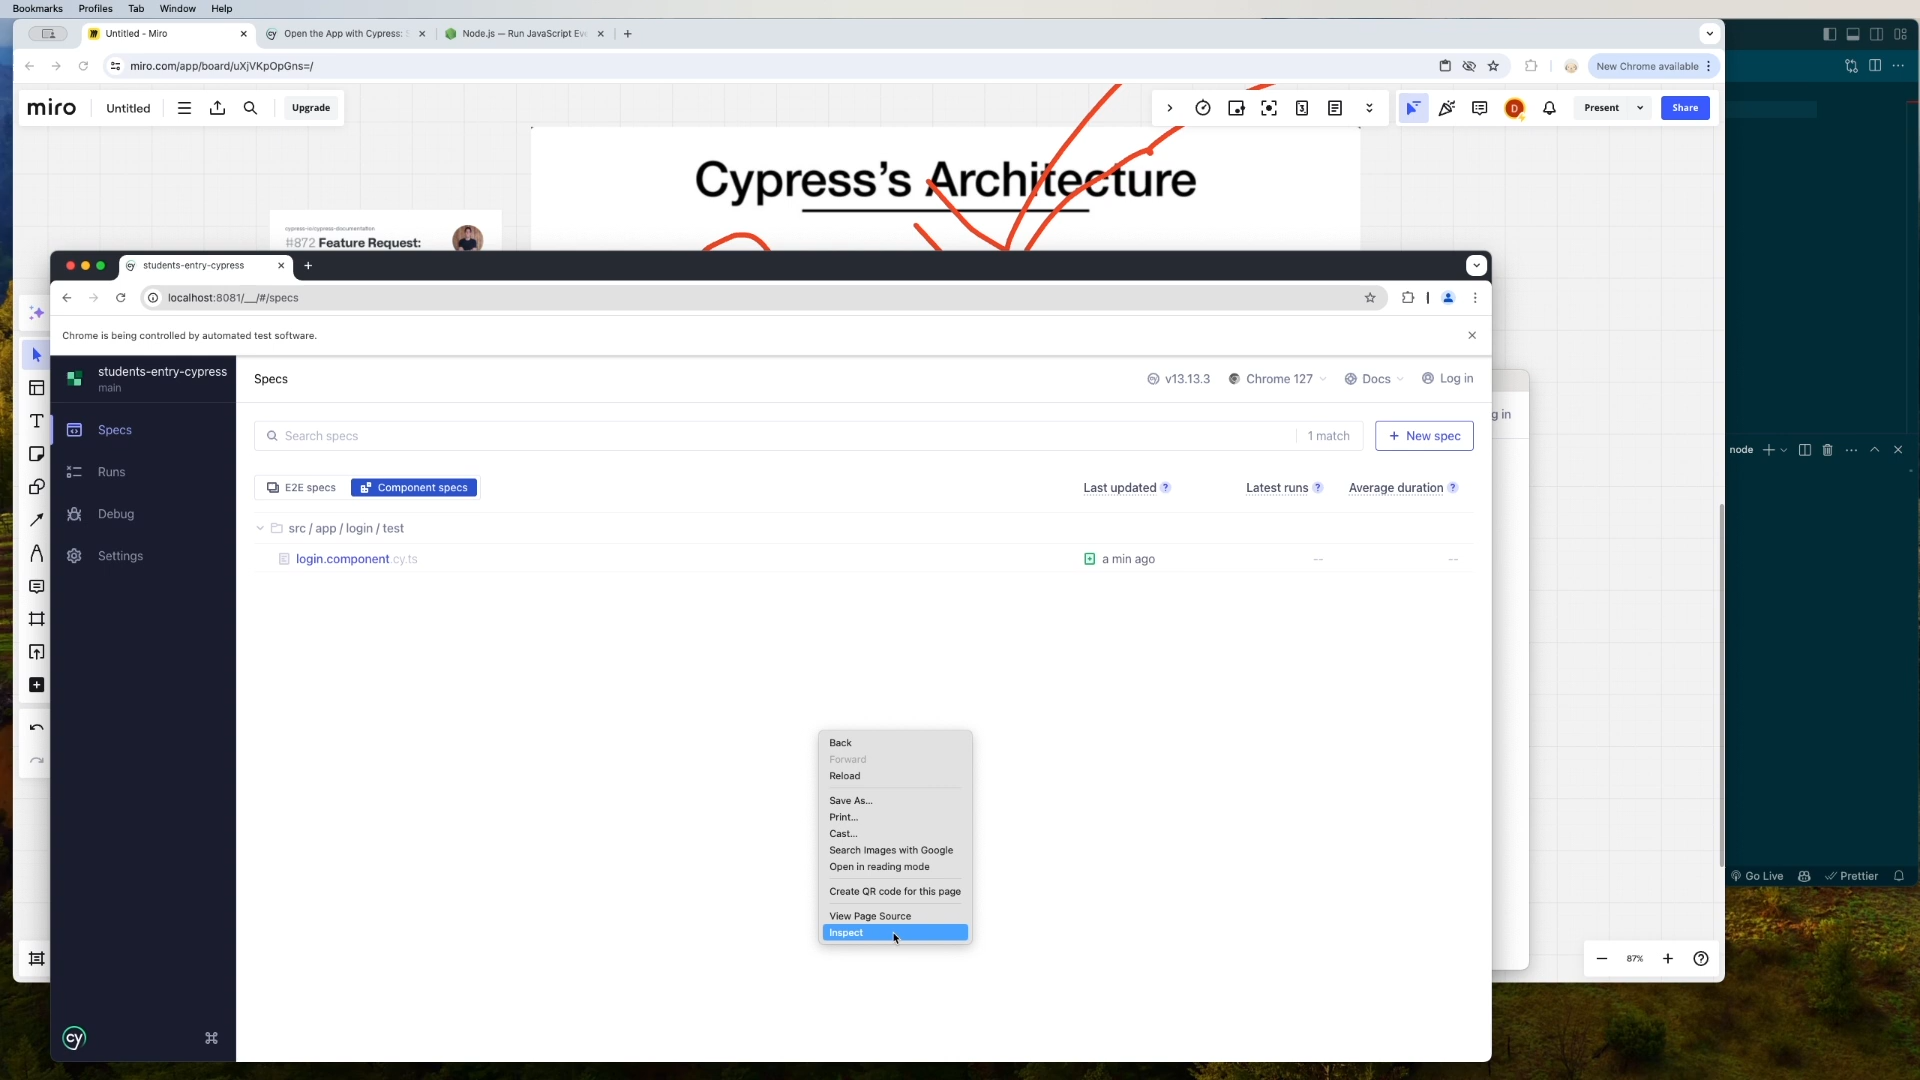 Bookmarks Profiles Tab Window Help
Untitled - Miro
Open the App with Cypress:
Node.js — Run JavaScript Ev
miro.com/app/board/uXjVKpOpGns=/
New Chrome available
miro Untitled Upgrade
D Present Share
Cypress’s Architecture
#872 Feature Request:
students-entry-cypress
localhost:8081/__/#/specs
Chrome is being controlled by automated test software.
students-entry-cypress
main
Specs
v13.13.3 Chrome 127 Docs Log in
g in
Specs
Search specs 1 match + New spec
Runs
E2E specs Component specs Last updated ? Latest runs ? Average duration ?
Debug
src / app / login / test
Settings
login.component.cy.ts a min ago -- --
node
Back
Forward
Reload
Save As...
Print...
Cast...
Search Images with Google
Open in reading mode
Create QR code for this page
View Page Source
Inspect
Go Live Prettier
87%
cy